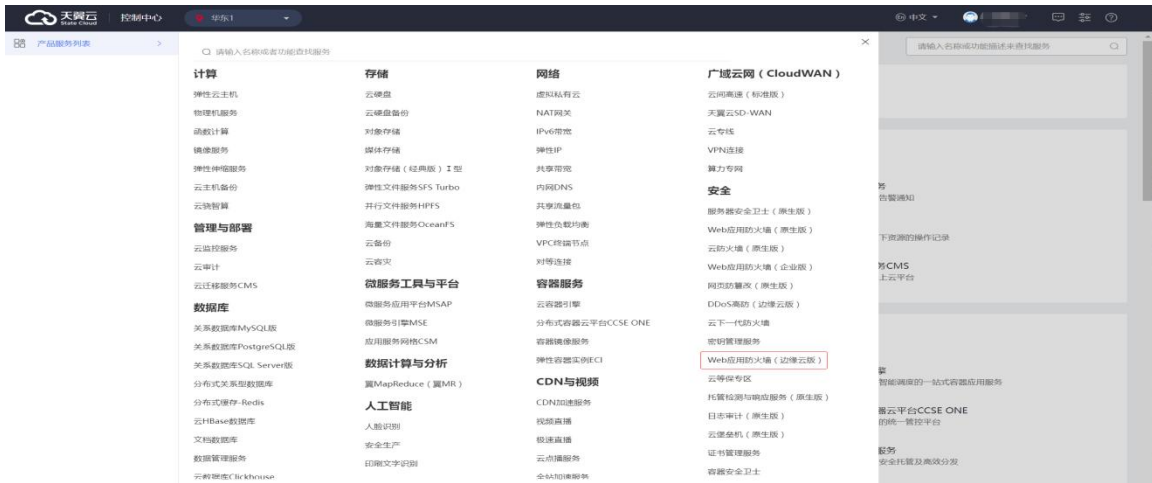 天翼云
State Cloud
控制中心
华东1
中文
产品服务列表
请输入名称或者功能查找服务
请输入名称或功能描述来查找服务
计算
弹性云主机
物理机服务
函数计算
镜像服务
弹性伸缩服务
云主机备份
云骁智算
管理与部署
云监控服务
云审计
云迁移服务CMS
数据库
关系数据库MySQL版
关系数据库PostgreSQL版
关系数据库SQL Server版
分布式关系型数据库
分布式缓存-Redis
云HBase数据库
文档数据库
数据管理服务
云数据库Clickhouse
存储
云硬盘
云硬盘备份
对象存储
媒体存储
对象存储（经典版）I型
弹性文件服务SFS Turbo
并行文件服务HPFS
海量文件服务OceanFS
云备份
云容灾
微服务工具与平台
微服务应用平台MSAP
微服务引擎MSE
应用服务网格CSM
数据计算与分析
翼MapReduce（翼MR）
人工智能
人脸识别
安全生产
印刷文字识别
网络
虚拟私有云
NAT网关
IPv6带宽
弹性IP
共享带宽
内网DNS
共享流量包
弹性负载均衡
VPC终端节点
对等连接
容器服务
云容器引擎
分布式容器云平台CCSE ONE
容器镜像服务
弹性容器实例ECI
CDN与视频
CDN加速服务
视频直播
极速直播
云点播服务
全站加速服务
广域云网（CloudWAN）
云间高速（标准版）
天翼云SD-WAN
云专线
VPN连接
算力专网
安全
服务器安全卫士（原生版）
Web应用防火墙（原生版）
云防火墙（原生版）
Web应用防火墙（企业版）
网页防篡改（原生版）
DDoS高防（边缘云版）
云下一代防火墙
密钥管理服务
Web应用防火墙（边缘云版）
云等保专区
托管检测与响应服务（原生版）
日志审计（原生版）
云堡垒机（原生版）
证书管理服务
容器安全卫士
务
告警通知
下资源的操作记录
务CMS
上云平台
擎
智能调度的一站式容器应用服务
器云平台CCSE ONE
的统一管控平台
服务
安全托管及高效分发